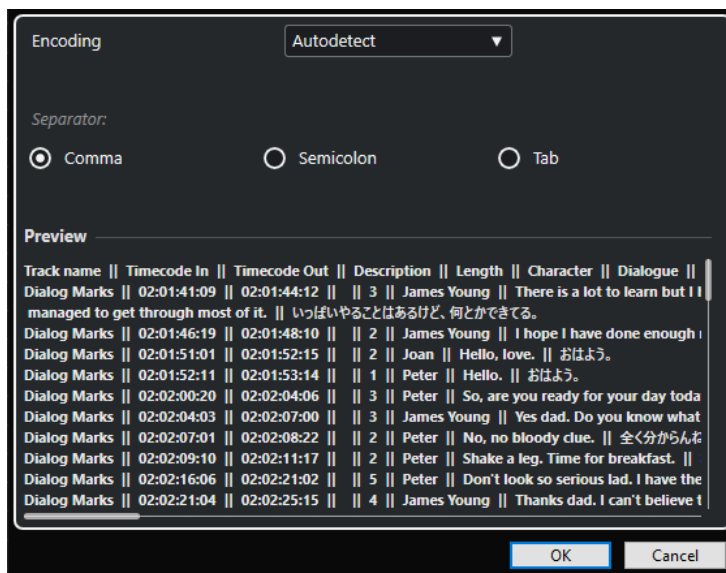 Encoding Autodetect
Separator:
Comma Semicolon Tab
Preview
Track name || Timecode In || Timecode Out || Description || Length || Character || Dialogue ||
Dialog Marks || 02:01:41:09 || 02:01:44:12 || || 3 || James Young || There is a lot to learn but I
managed to get through most of it. || いっぱいやることはあるけど、何とかできてる。
Dialog Marks || 02:01:46:19 || 02:01:48:10 || || 2 || James Young || I hope I have done enough
Dialog Marks || 02:01:51:01 || 02:01:52:15 || || 2 || Joan || Hello, love. || おはよう。
Dialog Marks || 02:01:52:11 || 02:01:53:14 || || 1 || Peter || Hello. || おはよう。
Dialog Marks || 02:02:00:20 || 02:02:04:06 || || 3 || Peter || So, are you ready for your day toda
Dialog Marks || 02:02:04:03 || 02:02:07:00 || || 3 || James Young || Yes dad. Do you know what
Dialog Marks || 02:02:07:01 || 02:02:08:22 || || 2 || Peter || No, no bloody clue. || 全く分からんね
Dialog Marks || 02:02:09:10 || 02:02:11:17 || || 2 || Peter || Shake a leg. Time for breakfast. ||
Dialog Marks || 02:02:16:06 || 02:02:21:02 || || 5 || Peter || Don't look so serious lad. I have the
Dialog Marks || 02:02:21:04 || 02:02:25:15 || || 4 || James Young || Thanks dad. I can't believe t
OK Cancel